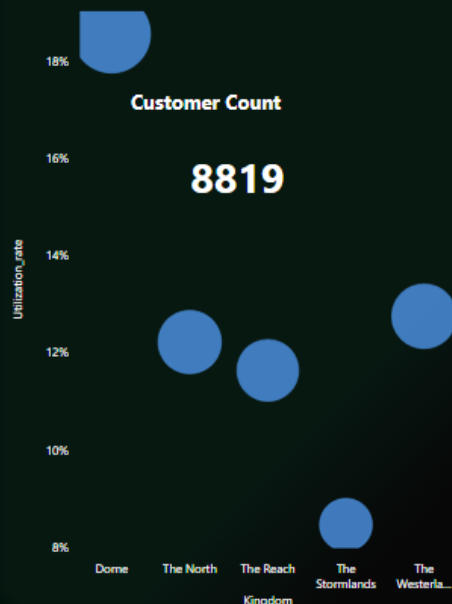 18%
Customer Count
16%
8819
14%
Utilization_rate
12%
10%
8%
Dorne
The North
The Reach
The
Stormlands
The
Westerla...
Kingdom